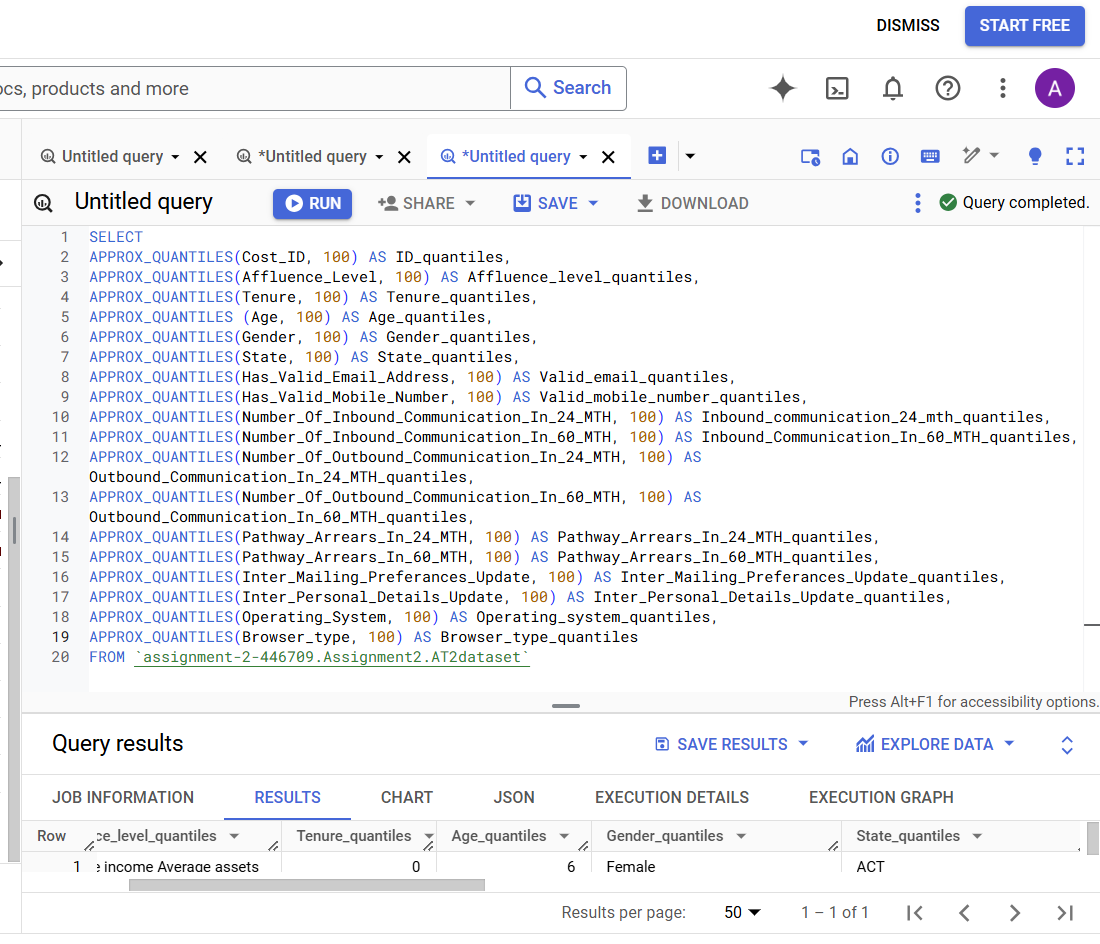 DISMISS
START FREE
ocs, products and more
Search
A
Untitled query
*Untitled query
*Untitled query
Untitled query
RUN
SHARE
SAVE
DOWNLOAD
Query completed.
1 SELECT
2 APPROX_QUANTILES(Cost_ID, 100) AS ID_quantiles,
3 APPROX_QUANTILES(Affluence_Level, 100) AS Affluence_level_quantiles,
4 APPROX_QUANTILES(Tenure, 100) AS Tenure_quantiles,
5 APPROX_QUANTILES (Age, 100) AS Age_quantiles,
6 APPROX_QUANTILES(Gender, 100) AS Gender_quantiles,
7 APPROX_QUANTILES(State, 100) AS State_quantiles,
8 APPROX_QUANTILES(Has_Valid_Email_Address, 100) AS Valid_email_quantiles,
9 APPROX_QUANTILES(Has_Valid_Mobile_Number, 100) AS Valid_mobile_number_quantiles,
10 APPROX_QUANTILES(Number_Of_Inbound_Communication_In_24_MTH, 100) AS Inbound_communication_24_mth_quantiles,
11 APPROX_QUANTILES(Number_Of_Inbound_Communication_In_60_MTH, 100) AS Inbound_Communication_In_60_MTH_quantiles,
12 APPROX_QUANTILES(Number_Of_Outbound_Communication_In_24_MTH, 100) AS
Outbound_Communication_In_24_MTH_quantiles,
13 APPROX_QUANTILES(Number_Of_Outbound_Communication_In_60_MTH, 100) AS
Outbound_Communication_In_60_MTH_quantiles,
14 APPROX_QUANTILES(Pathway_Arrears_In_24_MTH, 100) AS Pathway_Arrears_In_24_MTH_quantiles,
15 APPROX_QUANTILES(Pathway_Arrears_In_60_MTH, 100) AS Pathway_Arrears_In_60_MTH_quantiles,
16 APPROX_QUANTILES(Inter_Mailing_Preferances_Update, 100) AS Inter_Mailing_Preferances_Update_quantiles,
17 APPROX_QUANTILES(Inter_Personal_Details_Update, 100) AS Inter_Personal_Details_Update_quantiles,
18 APPROX_QUANTILES(Operating_System, 100) AS Operating_system_quantiles,
19 APPROX_QUANTILES(Browser_type, 100) AS Browser_type_quantiles
20 FROM `assignment-2-446709.Assignment2.AT2dataset`
Press Alt+F1 for accessibility options.
Query results
SAVE RESULTS
EXPLORE DATA
JOB INFORMATION
RESULTS
CHART
JSON
EXECUTION DETAILS
EXECUTION GRAPH
Row ce_level_quantiles Tenure_quantiles Age_quantiles Gender_quantiles State_quantiles
1 e income Average assets 0 6 Female ACT
Results per page: 50 1 – 1 of 1